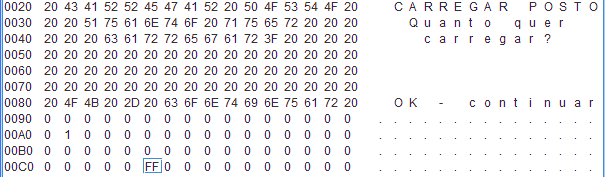 0020 20 43 41 52 52 45 47 41 52 20 50 4F 53 54 4F 20 C A R R E G A R P O S T O
0030 20 20 51 75 61 6E 74 6F 20 71 75 65 72 20 20 20 Q u a n t o q u e r
0040 20 20 20 63 61 72 72 65 67 61 72 3F 20 20 20 20 c a r r e g a r ?
0050 20 20 20 20 20 20 20 20 20 20 20 20 20 20 20 20
0060 20 20 20 20 20 20 20 20 20 20 20 20 20 20 20 20
0070 20 20 20 20 20 20 20 20 20 20 20 20 20 20 20 20
0080 20 4F 4B 20 2D 20 63 6F 6E 74 69 6E 75 61 72 20 O K - c o n t i n u a r
0090 0 0 0 0 0 0 0 0 0 0 0 0 0 0 0 0 . . . . . . . . . . . . . . . .
00A0 0 1 0 0 0 0 0 0 0 0 0 0 0 0 0 0 . . . . . . . . . . . . . . . .
00B0 0 0 0 0 0 0 0 0 0 0 0 0 0 0 0 0 . . . . . . . . . . . . . . . .
00C0 0 0 0 0 0 FF 0 0 0 0 0 0 0 0 0 0 . . . . . . . . . . . . . . . .